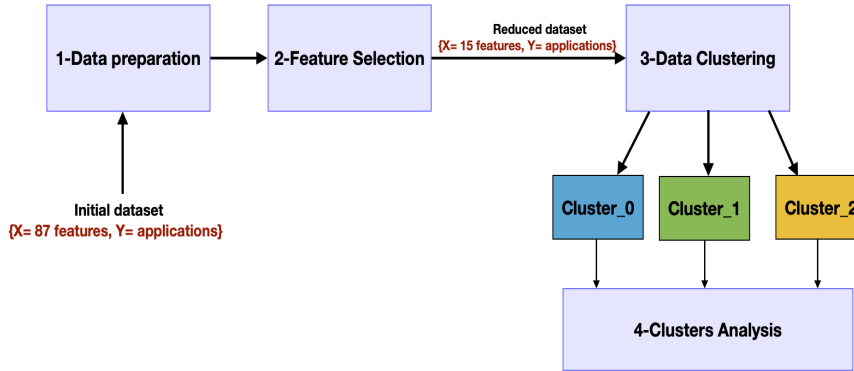 1-Data preparation
2-Feature Selection
Reduced dataset
{X= 15 features, Y= applications}
3-Data Clustering
Initial dataset
{X= 87 features, Y= applications}
Cluster_0
Cluster_1
Cluster_2
4-Clusters Analysis